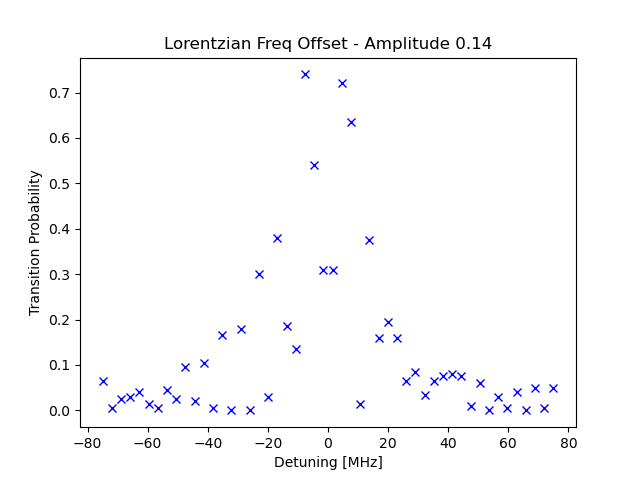 Lorentzian Freq Offset - Amplitude 0.14
Transition Probability
0.7
0.6
0.5
0.4
0.3
0.2
0.1
0.0
−80 −60 −40 −20 0 20 40 60 80
Detuning [MHz]